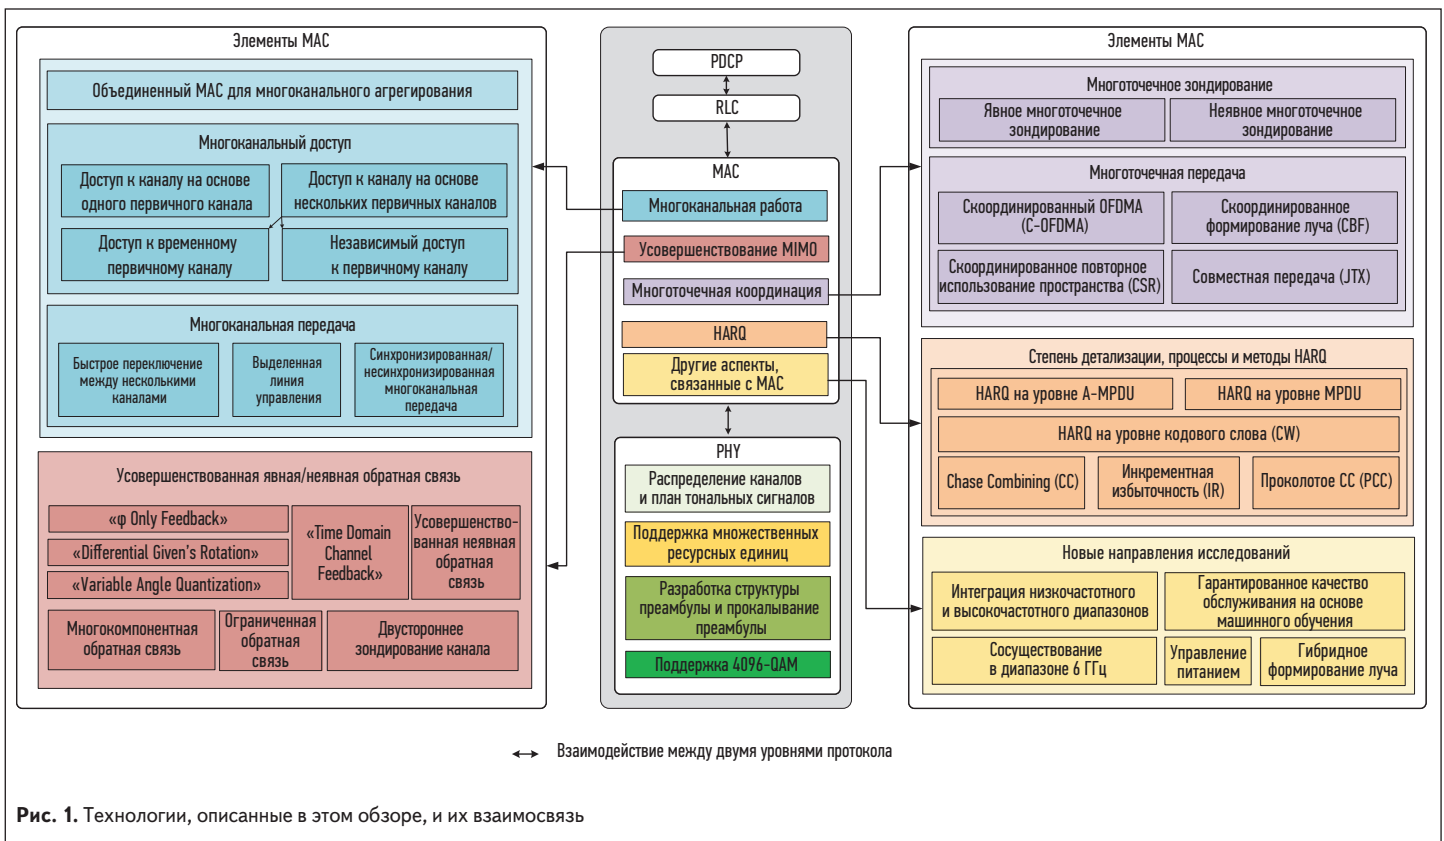 Элементы MAC
Объединенный MAC для многоканального агрегирования
Многоканальный доступ
Доступ к каналу на основе
одного первичного канала
Доступ к каналу на основе
нескольких первичных каналов
Доступ к временному
первичному каналу
Независимый доступ
к первичному каналу
Многоканальная передача
Быстрое переключение
между несколькими
каналами
Выделенная
линия
управления
Синхронизированная/
несинхронизированная
многоканальная
передача
Усовершенствованная явная/неявная обратная связь
«φ Only Feedback»
«Differential Given's Rotation»
«Variable Angle Quantization»
«Time Domain
Channel
Feedback»
Усовершенство-
ванная неявная
обратная
связь
Многокомпонентная
обратная связь
Ограниченная
обратная
связь
Двустороннее
зондирование канала
PDCP
RLC
MAC
Многоканальная работа
Усовершенствование MIMO
Многоточечная координация
HARQ
Другие аспекты,
связанные с MAC
PHY
Распределение каналов
и план тональных сигналов
Поддержка множественных
ресурсных единиц
Разработка структуры
преамбулы и прокалывание
преамбулы
Поддержка 4096-QAM
Элементы MAC
Многоточечное зондирование
Явное многоточечное
зондирование
Неявное многоточечное
зондирование
Многоточечная передача
Скоординированный OFDMA
(C-OFDMA)
Скоординированное
формирование луча (CBF)
Скоординированное повторное
использование пространства (CSR)
Совместная передача (JTX)
Степень детализации, процессы и методы HARQ
HARQ на уровне A-MPDU
HARQ на уровне MPDU
HARQ на уровне кодового слова (CW)
Chase Combining (CC)
Инкрементная
избыточность (IR)
Проколотое CC (PCC)
Новые направления исследований
Интеграция низкочастотного
и высокочастотного диапазонов
Гарантированное качество
обслуживания на основе
машинного обучения
Сосуществование
в диапазоне 6 ГГц
Управление
питанием
Гибридное
формирование луча
Взаимодействие между двумя уровнями протокола
Рис. 1. Технологии, описанные в этом обзоре, и их взаимосвязь